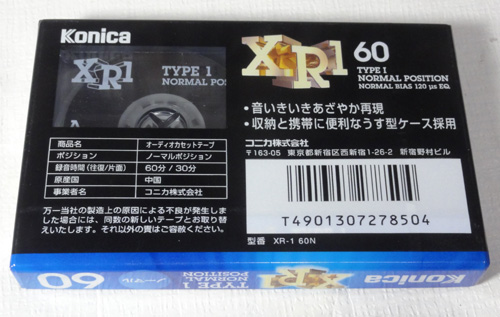 Konica
XR1
TYPE 1
NORMAL POS
XR1 60
TYPE I
NORMAL POSITION
NORMAL BIAS 120 μs EQ.
・音いきいきあざやか再現
・収納と携帯に便利なうす型ケース採用
コニカ株式会社
〒163-05 東京都新宿区西新宿1-26-2 新宿野村ビル
商品名 オーディオカセットテープ
ポジション ノーマルポジション
録音時間(往復/片面) 60分/30分
原産国 中国
事業者名 コニカ株式会社
万一当社の製造上の原因による不良が発生しま
した場合には、同数の新しいテープとお取り替
えいたします。それ以外の責はご容赦ください。
T4901307278504
型番 XR-1 60N
60 ノーマル
TYPE 1
NORMAL
POSITION
XR1
Konica